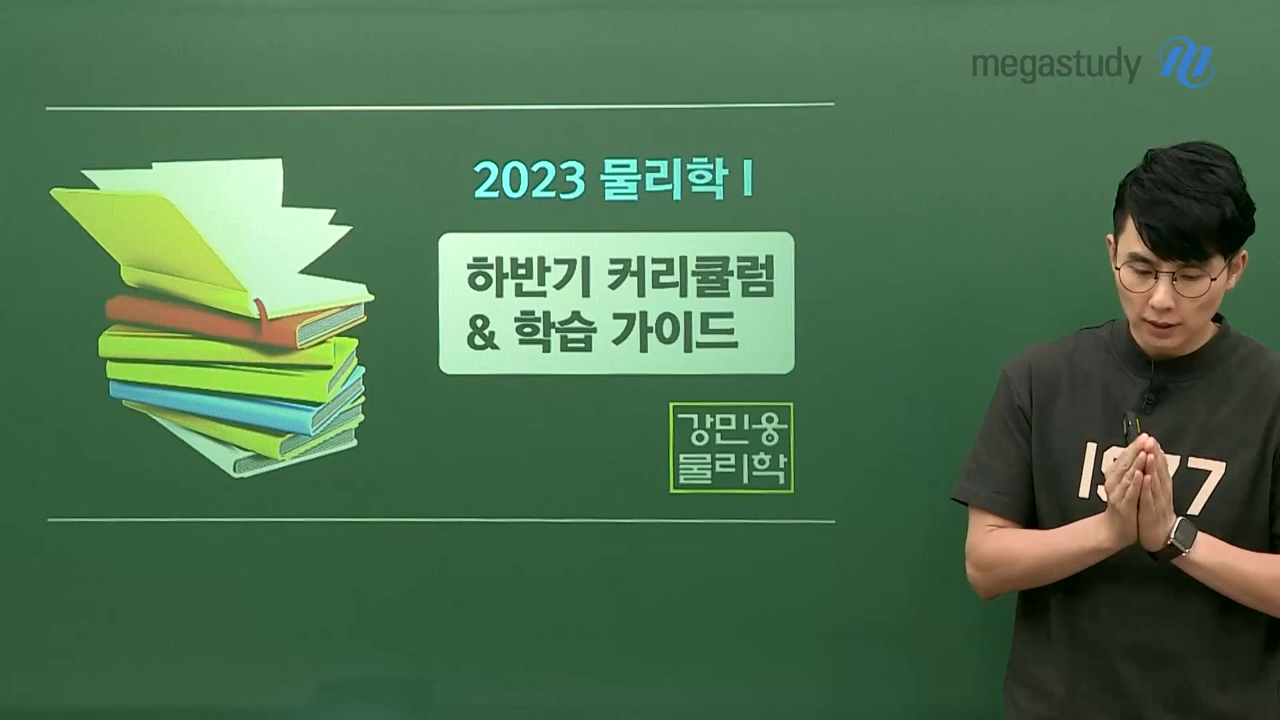 megastudy
2023 물리학 I
하반기 커리큘럼
& 학습 가이드
강민웅
물리학